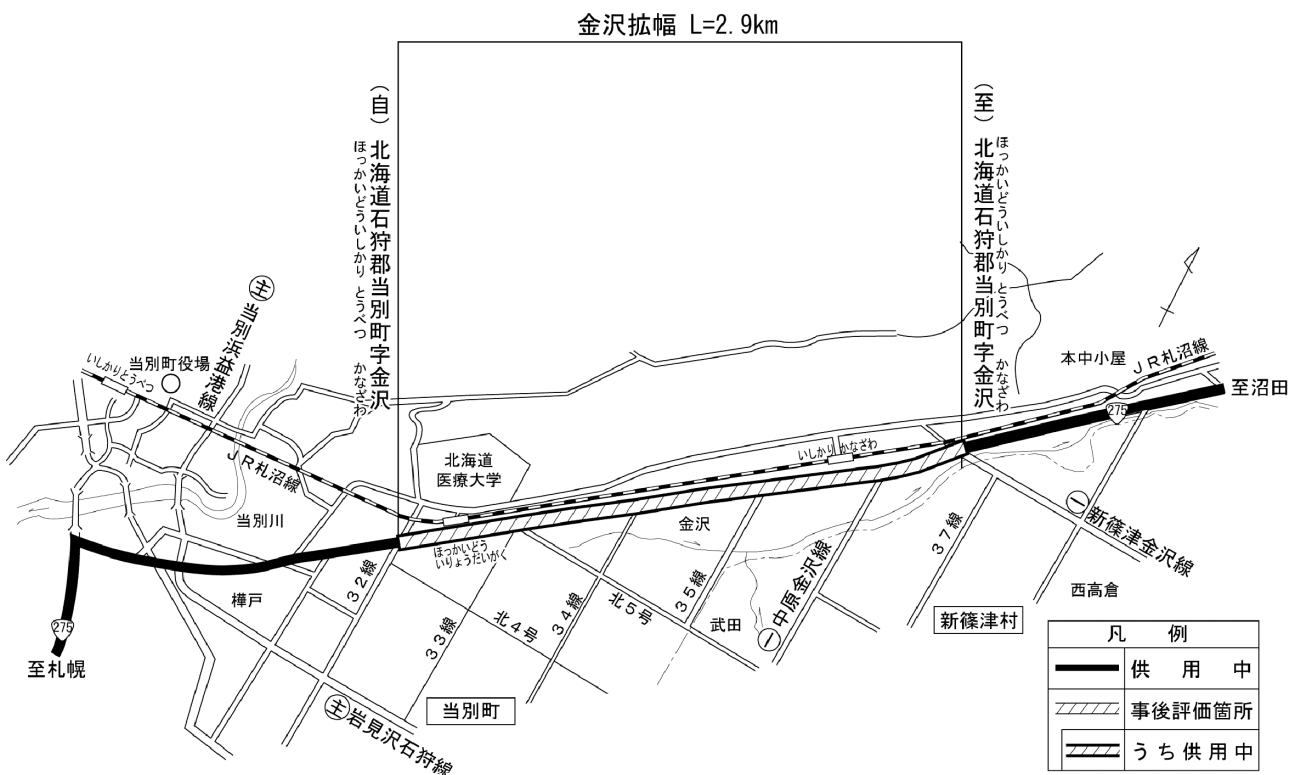 金沢拡幅 L=2.9km
（自）北海道石狩郡当別町字金沢
ほっかいどういしかり とうべつ かなざわ
（至）北海道石狩郡当別町字金沢
ほっかいどういしかり とうべつ かなざわ
主当別浜益港線
当別町役場
いしかりとうべつ
JR札沼線
当別川
北海道
医療大学
ほっかいどう
いりょうだいがく
いしかり かなざわ
本中小屋
JR札沼線
至沼田
275
金沢
樺戸
275
至札幌
32線
33線
北4号
34線
北5号
35線
武田
一中原金沢線
37線
一新篠津金沢線
西高倉
新篠津村
当別町
主岩見沢石狩線
凡例
供用中
事後評価箇所
うち供用中